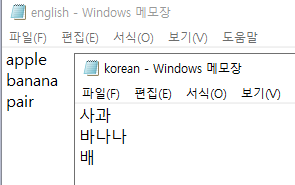 english - Windows 메모장
파일(F) 편집(E) 서식(O) 보기(V) 도움말
apple
banana
pair
korean - Windows 메모장
파일(F) 편집(E) 서식(O) 보기(V)
사과
바나나
배